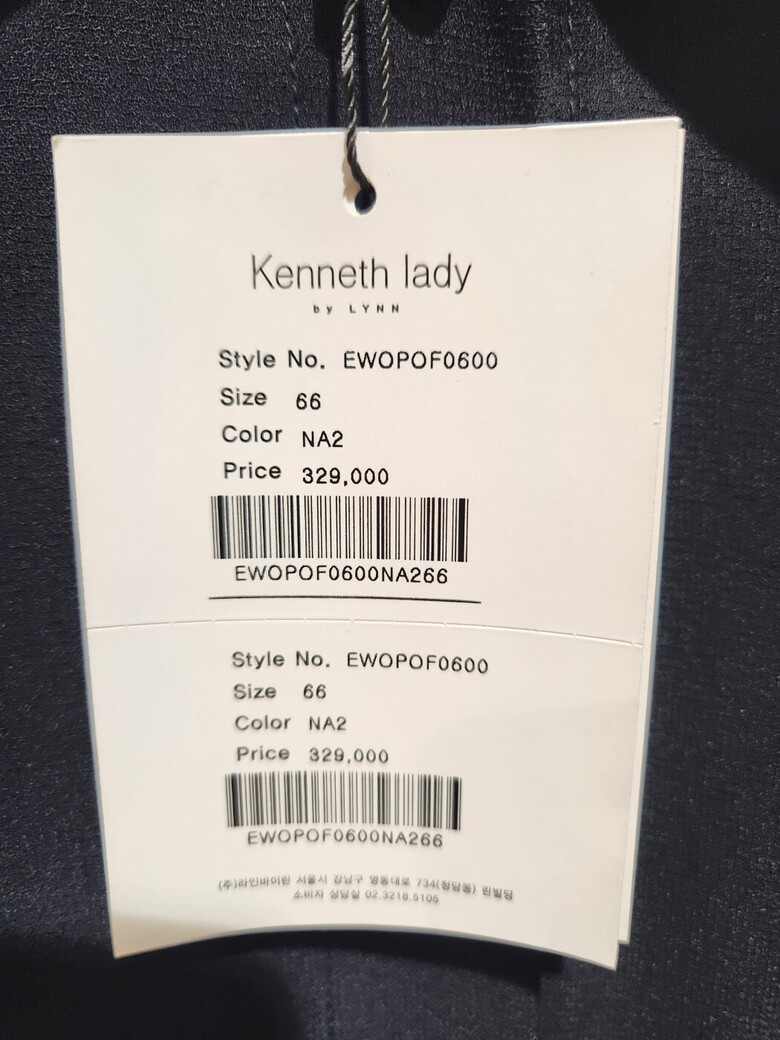 Kenneth lady
by LYNN
Style No. EWOPOF0600
Size 66
Color NA2
Price 329,000
EWOPOF0600NA266
Style No. EWOPOF0600
Size 66
Color NA2
Price 329,000
EWOPOF0600NA266
(주)라인바이린 서울시 강남구 영동대로 734(청담동) 린빌딩
소비자 상담실 02.3218.5105